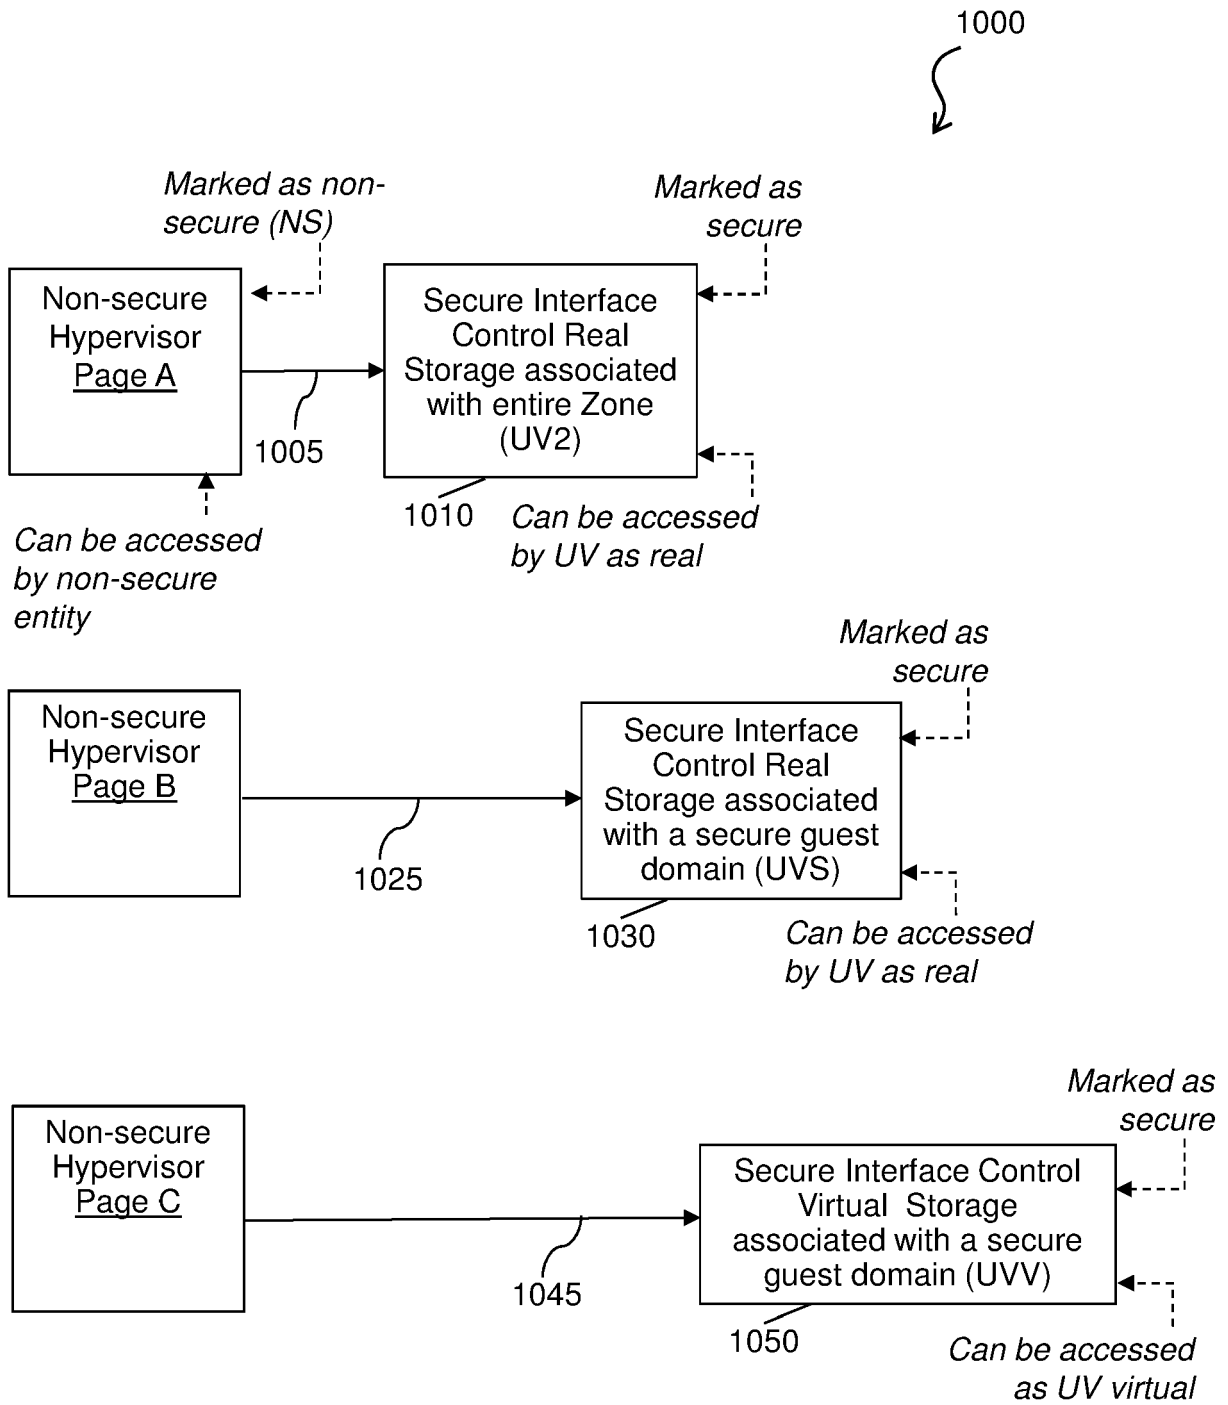 1000
Marked as non-
secure (NS)
Marked as
secure
Non-secure
Hypervisor
Page A
Secure Interface
Control Real
Storage associated
with entire Zone
(UV2)
1005
1010
Can be accessed
by UV as real
Can be accessed
by non-secure
entity
Marked as
secure
Non-secure
Hypervisor
Page B
Secure Interface
Control Real
Storage associated
with a secure guest
domain (UVS)
1025
1030
Can be accessed
by UV as real
Marked as
secure
Non-secure
Hypervisor
Page C
Secure Interface Control
Virtual Storage
associated with a secure
guest domain (UVV)
1045
1050
Can be accessed
as UV virtual